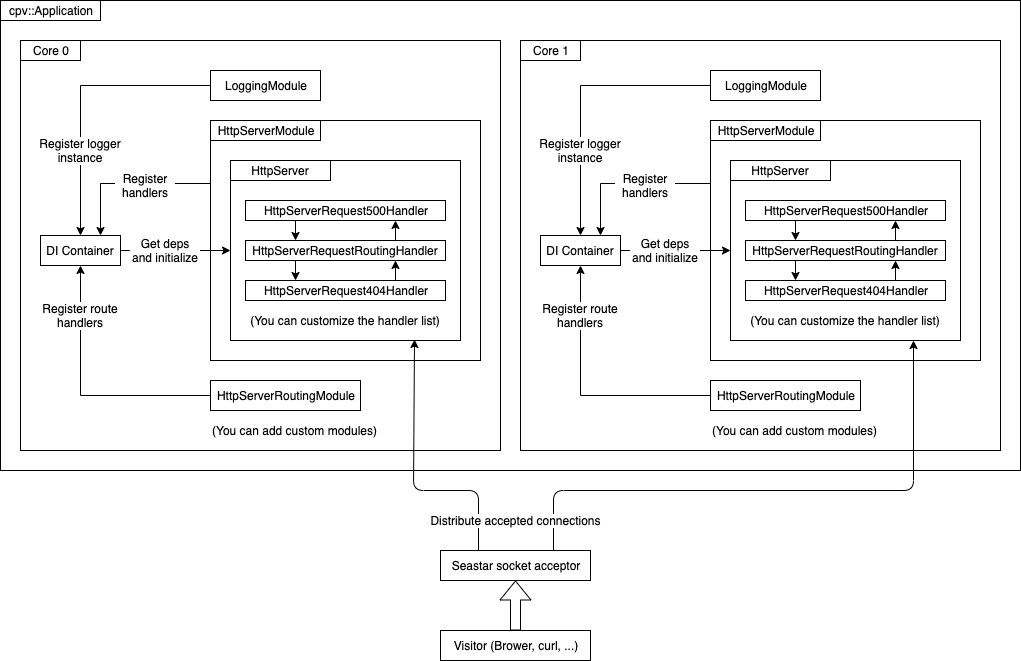 cpv::Application
Core 0
LoggingModule
HttpServerModule
Register logger
instance
HttpServer
Register
handlers
HttpServerRequest500Handler
DI Container
Get deps
and initialize
HttpServerRequestRoutingHandler
HttpServerRequest404Handler
Register route
handlers
(You can customize the handler list)
HttpServerRoutingModule
(You can add custom modules)
Core 1
LoggingModule
HttpServerModule
Register logger
instance
HttpServer
Register
handlers
HttpServerRequest500Handler
DI Container
Get deps
and initialize
HttpServerRequestRoutingHandler
HttpServerRequest404Handler
Register route
handlers
(You can customize the handler list)
HttpServerRoutingModule
(You can add custom modules)
Distribute accepted connections
Seastar socket acceptor
Visitor (Brower, curl, ...)